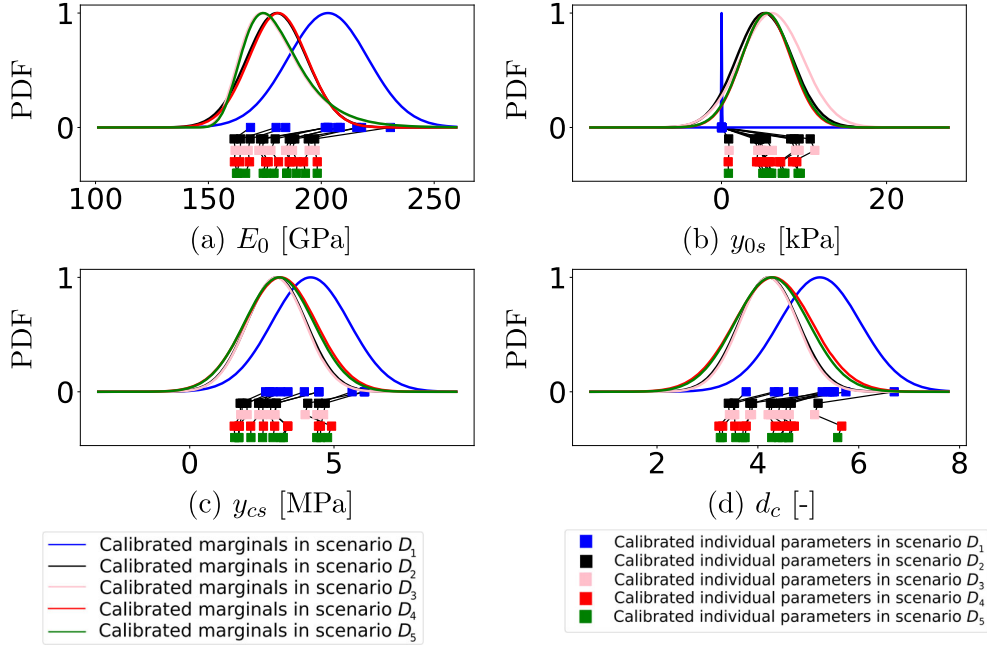 1
0
PDF
100 150 200 250
(a) E₀ [GPa]
1
0
PDF
0 20
(b) y₀ₛ [kPa]
1
0
PDF
0 5
(c) y_cs [MPa]
1
0
PDF
2 4 6 8
(d) d_c [-]
Calibrated marginals in scenario D₁
Calibrated marginals in scenario D₂
Calibrated marginals in scenario D₃
Calibrated marginals in scenario D₄
Calibrated marginals in scenario D₅
Calibrated individual parameters in scenario D₁
Calibrated individual parameters in scenario D₂
Calibrated individual parameters in scenario D₃
Calibrated individual parameters in scenario D₄
Calibrated individual parameters in scenario D₅